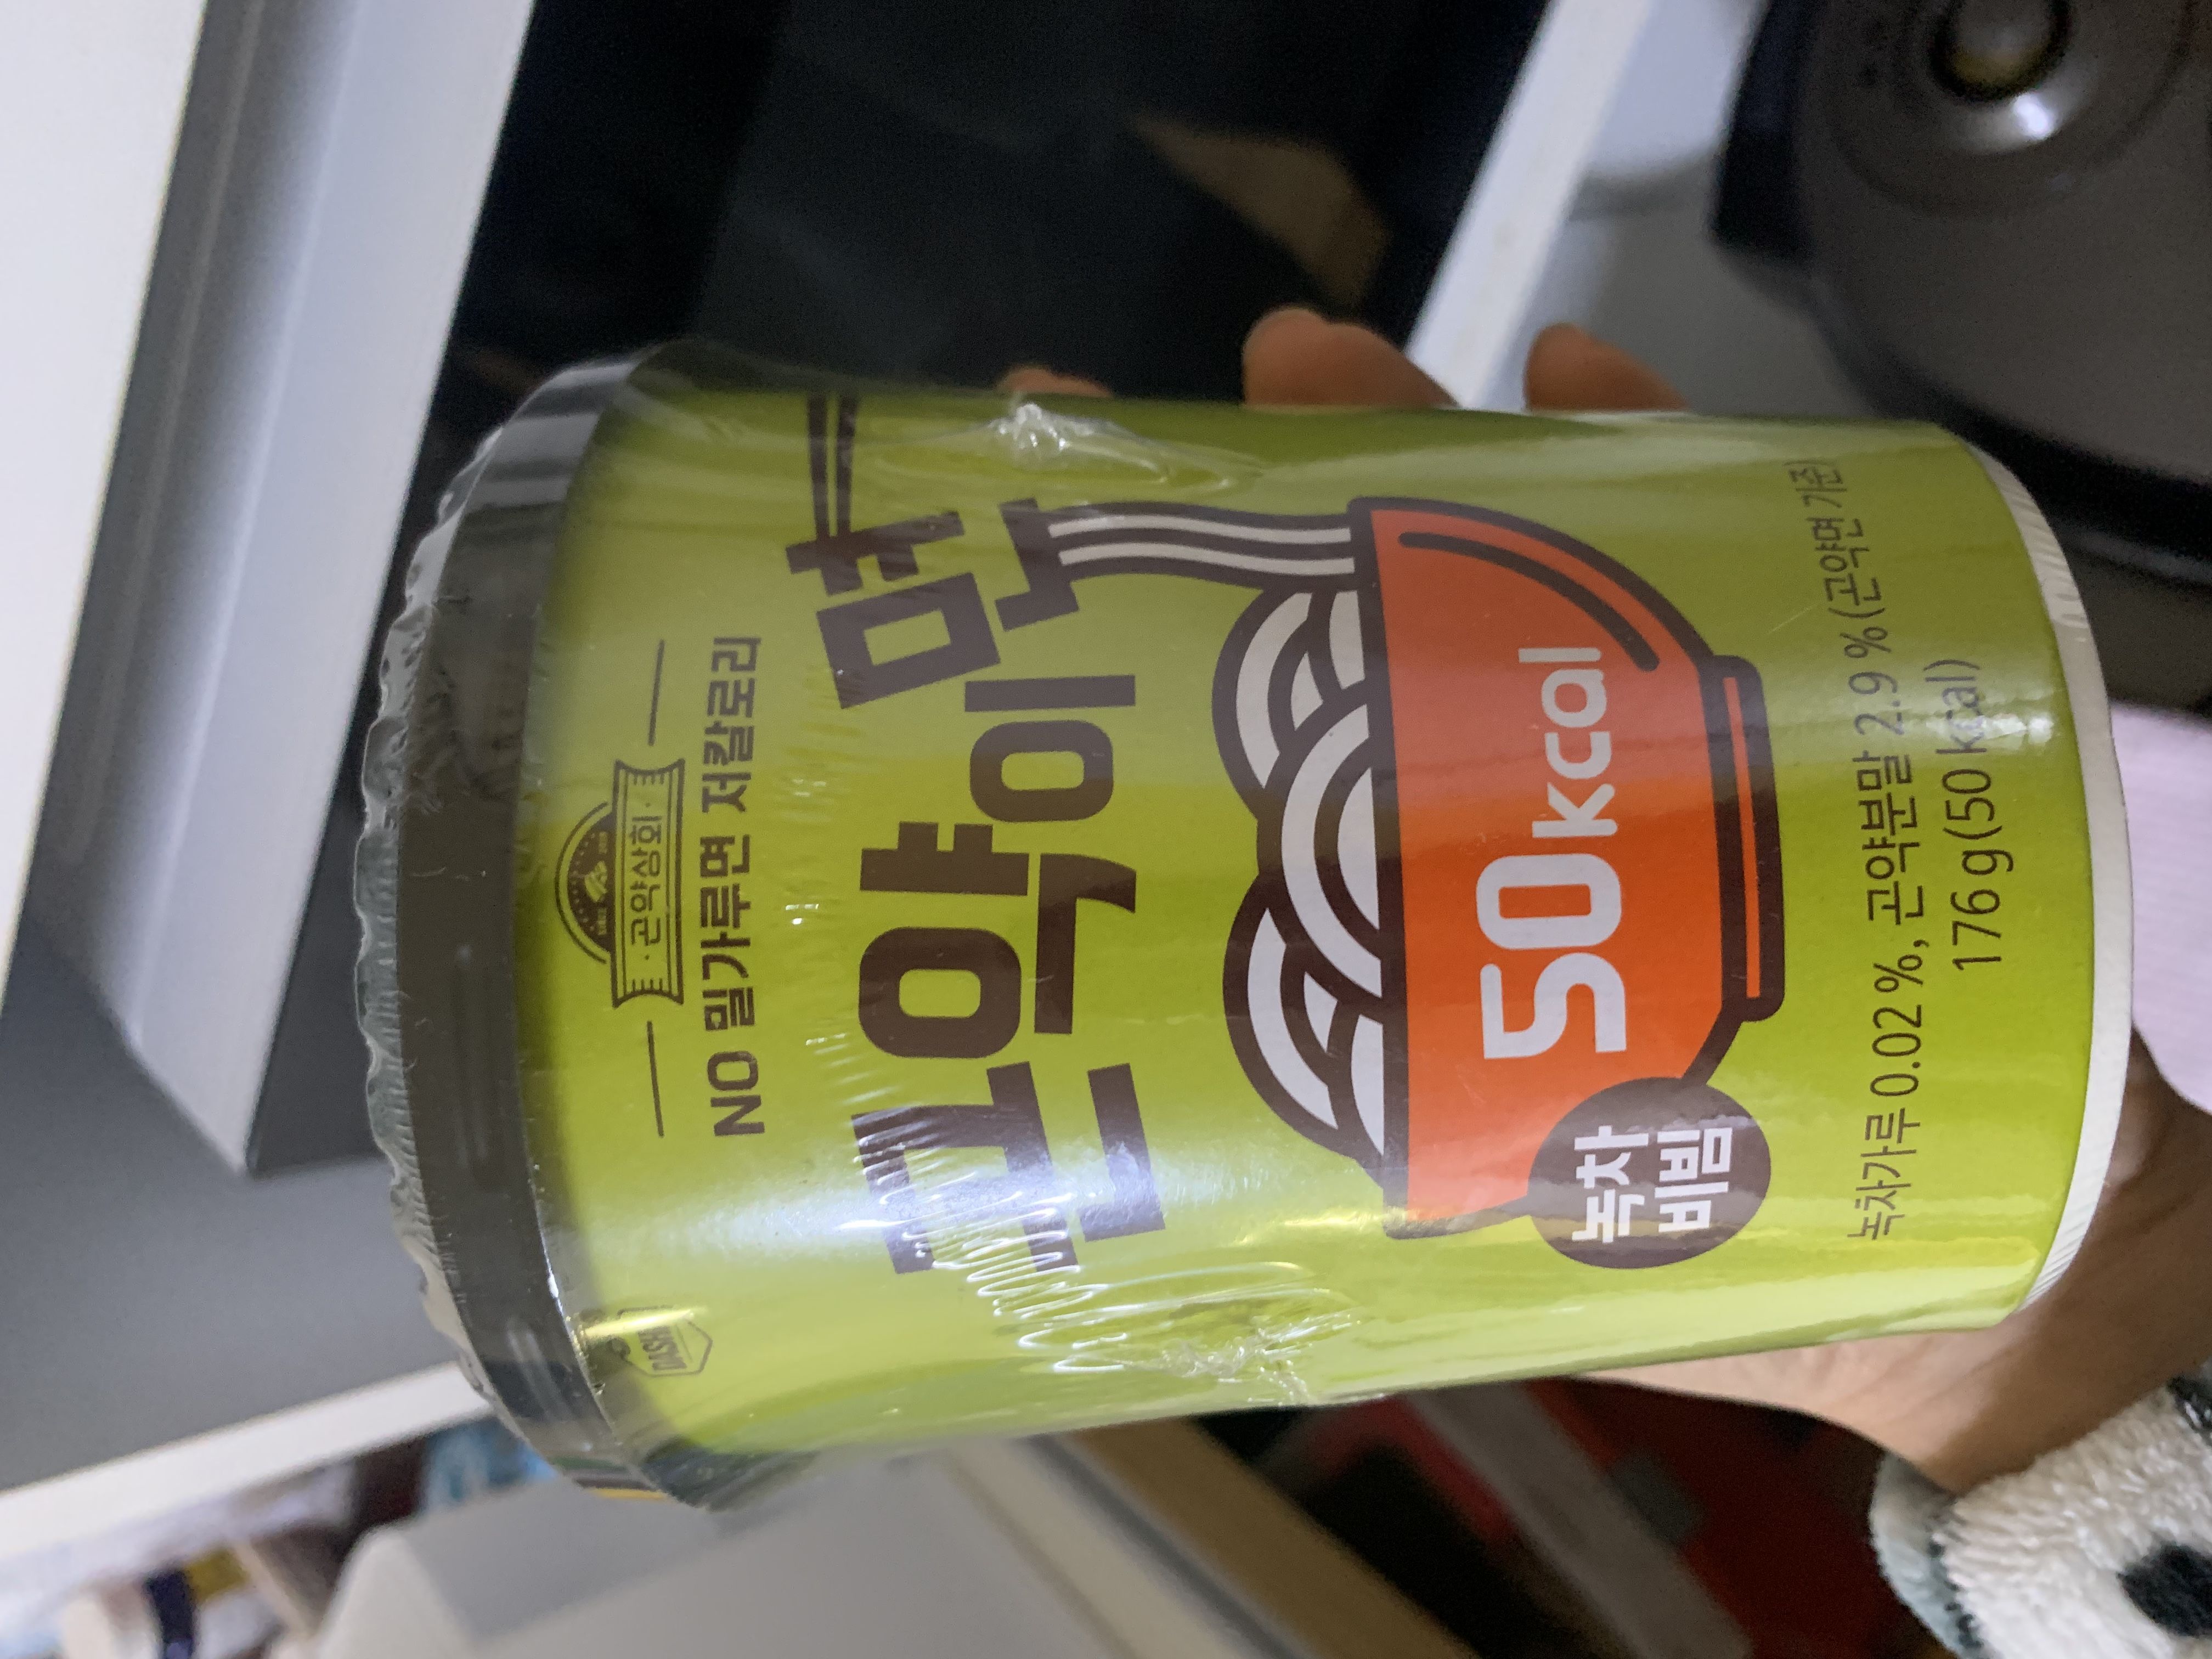 곤약상회
NO 밀가루면 저칼로리
곤약이면
50kcal
녹차
비빔
녹차가루 0.02 %, 곤약분말 2.9 % (곤약면 기준)
176 g (50 kcal)